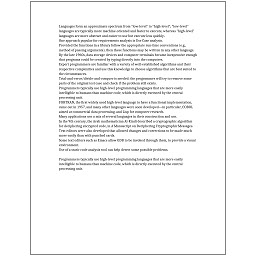 Languages form an approximate spectrum from "low-level" to "high-level"; "low-level"
languages are typically more machine-oriented and faster to execute, whereas "high-level"
languages are more abstract and easier to use but execute less quickly.
One approach popular for requirements analysis is Use Case analysis.
Provided the functions in a library follow the appropriate run-time conventions (e.g.,
method of passing arguments), then these functions may be written in any other language.
By the late 1960s, data storage devices and computer terminals became inexpensive enough
that programs could be created by typing directly into the computers.
Expert programmers are familiar with a variety of well-established algorithms and their
respective complexities and use this knowledge to choose algorithms that are best suited to
the circumstances.
Trial-and-error/divide-and-conquer is needed: the programmer will try to remove some
parts of the original test case and check if the problem still exists.
Programmers typically use high-level programming languages that are more easily
intelligible to humans than machine code, which is directly executed by the central
processing unit.
FORTRAN, the first widely used high-level language to have a functional implementation,
came out in 1957, and many other languages were soon developed—in particular, COBOL
aimed at commercial data processing, and Lisp for computer research.
Many applications use a mix of several languages in their construction and use.
In the 9th century, the Arab mathematician Al-Kindi described a cryptographic algorithm
for deciphering encrypted code, in A Manuscript on Deciphering Cryptographic Messages.
Text editors were also developed that allowed changes and corrections to be made much
more easily than with punched cards.
Some text editors such as Emacs allow GDB to be invoked through them, to provide a visual
environment.
Use of a static code analysis tool can help detect some possible problems.
Programmers typically use high-level programming languages that are more easily
intelligible to humans than machine code, which is directly executed by the central
processing unit.